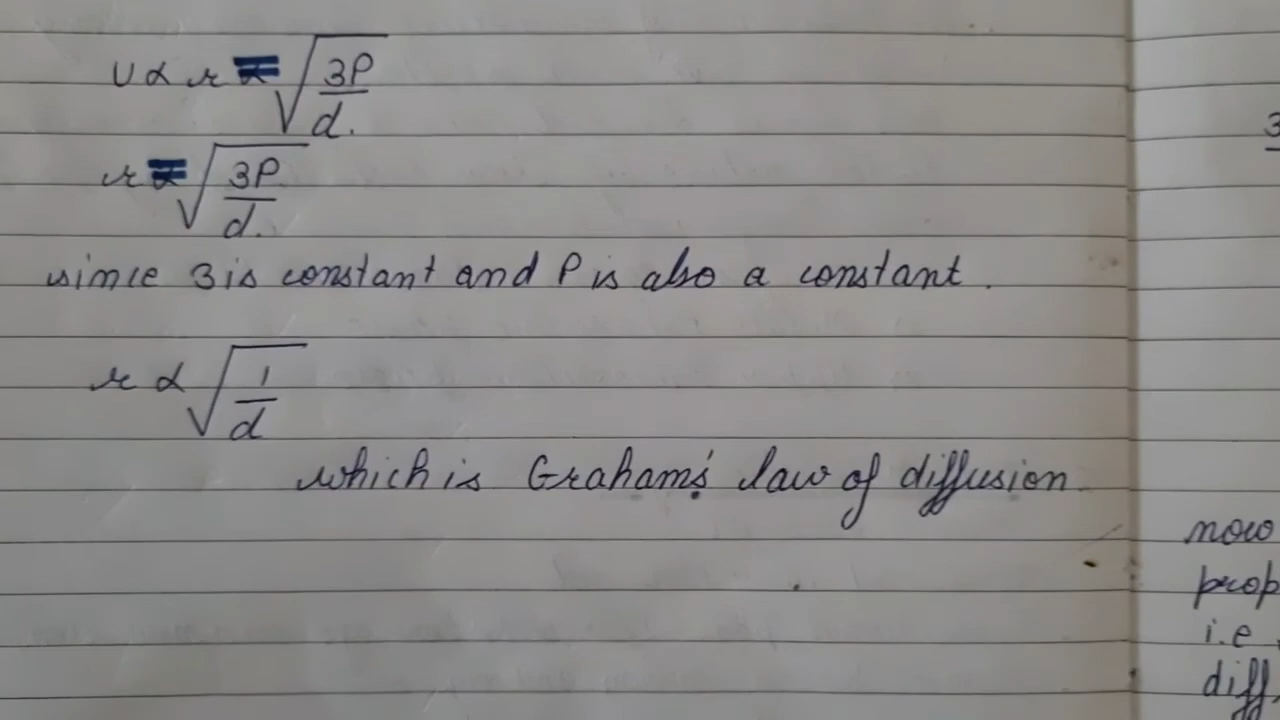 U ∝ r = √(3P/d.)
r = √(3P/d.)
since 3 is constant and P is also a constant.
r ∝ √(1/d)
which is Graham's law of diffusion
3
now
prop
i.e.
diff